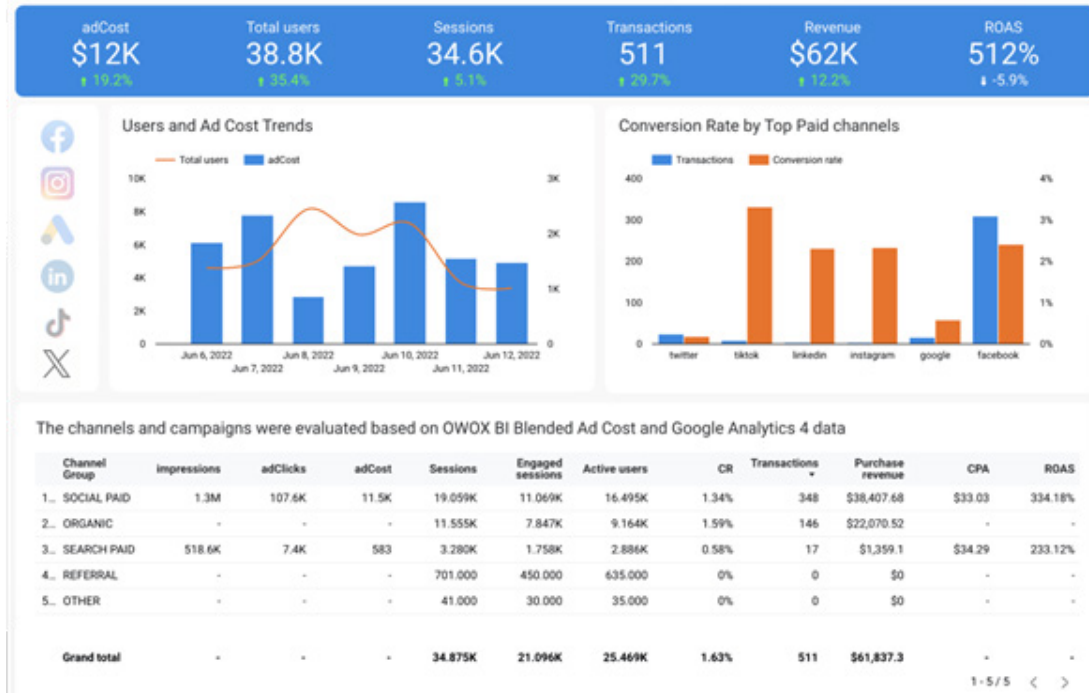 adCost Total users Sessions Transactions Revenue ROAS
$12K 38.8K 34.6K 511 $62K 512%
19.2% 35.4% 5.1% 29.7% 12.2% -5.9%
Users and Ad Cost Trends
Total users adCost
10K 3K
8K
6K 2K
4K 1K
2K
0 0
Jun 6, 2022 Jun 8, 2022 Jun 10, 2022 Jun 12, 2022
Jun 7, 2022 Jun 9, 2022 Jun 11, 2022
Conversion Rate by Top Paid channels
Transactions Conversion rate
400 4%
300 3%
200 2%
100 1%
0 0%
twitter tiktok linkedin instagram google facebook
in
The channels and campaigns were evaluated based on OWOX BI Blended Ad Cost and Google Analytics 4 data
Channel Group impressions adClicks adCost Sessions Engaged sessions Active users CR Transactions Purchase revenue CPA ROAS
1... SOCIAL PAID 1.3M 107.6K 11.5K 19.059K 11.069K 16.495K 1.34% 348 $38,407.68 $33.03 334.18%
2... ORGANIC - - - 11.555K 7.847K 9.164K 1.59% 146 $22,070.52 - -
3... SEARCH PAID 518.6K 7.4K 583 3.280K 1.758K 2.886K 0.58% 17 $1,359.1 $34.29 233.12%
4... REFERRAL - - - 701.000 450.000 635.000 0% 0 $0 - -
5... OTHER - - - 41.000 30.000 35.000 0% 0 $0 - -
Grand total - - - 34.875K 21.096K 25.469K 1.63% 511 $61,837.3 - -
1 - 5 / 5